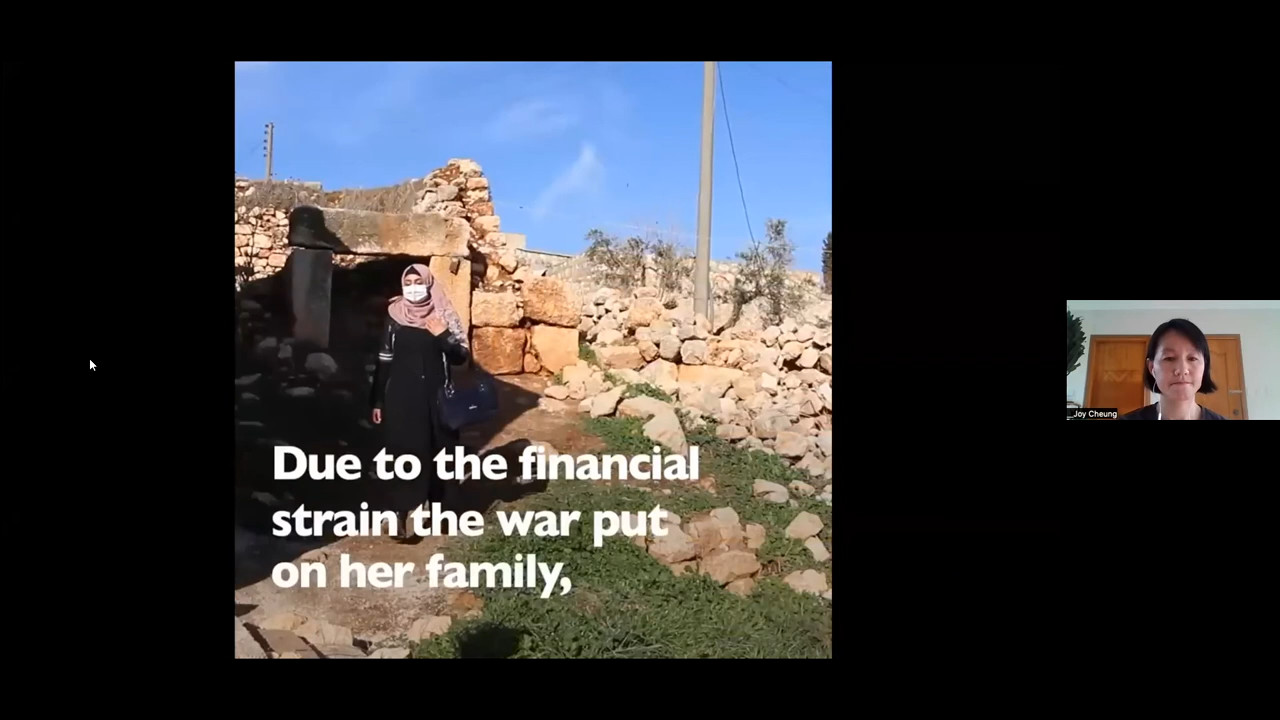 Due to the financial
strain the war put
on her family,
Joy Cheung